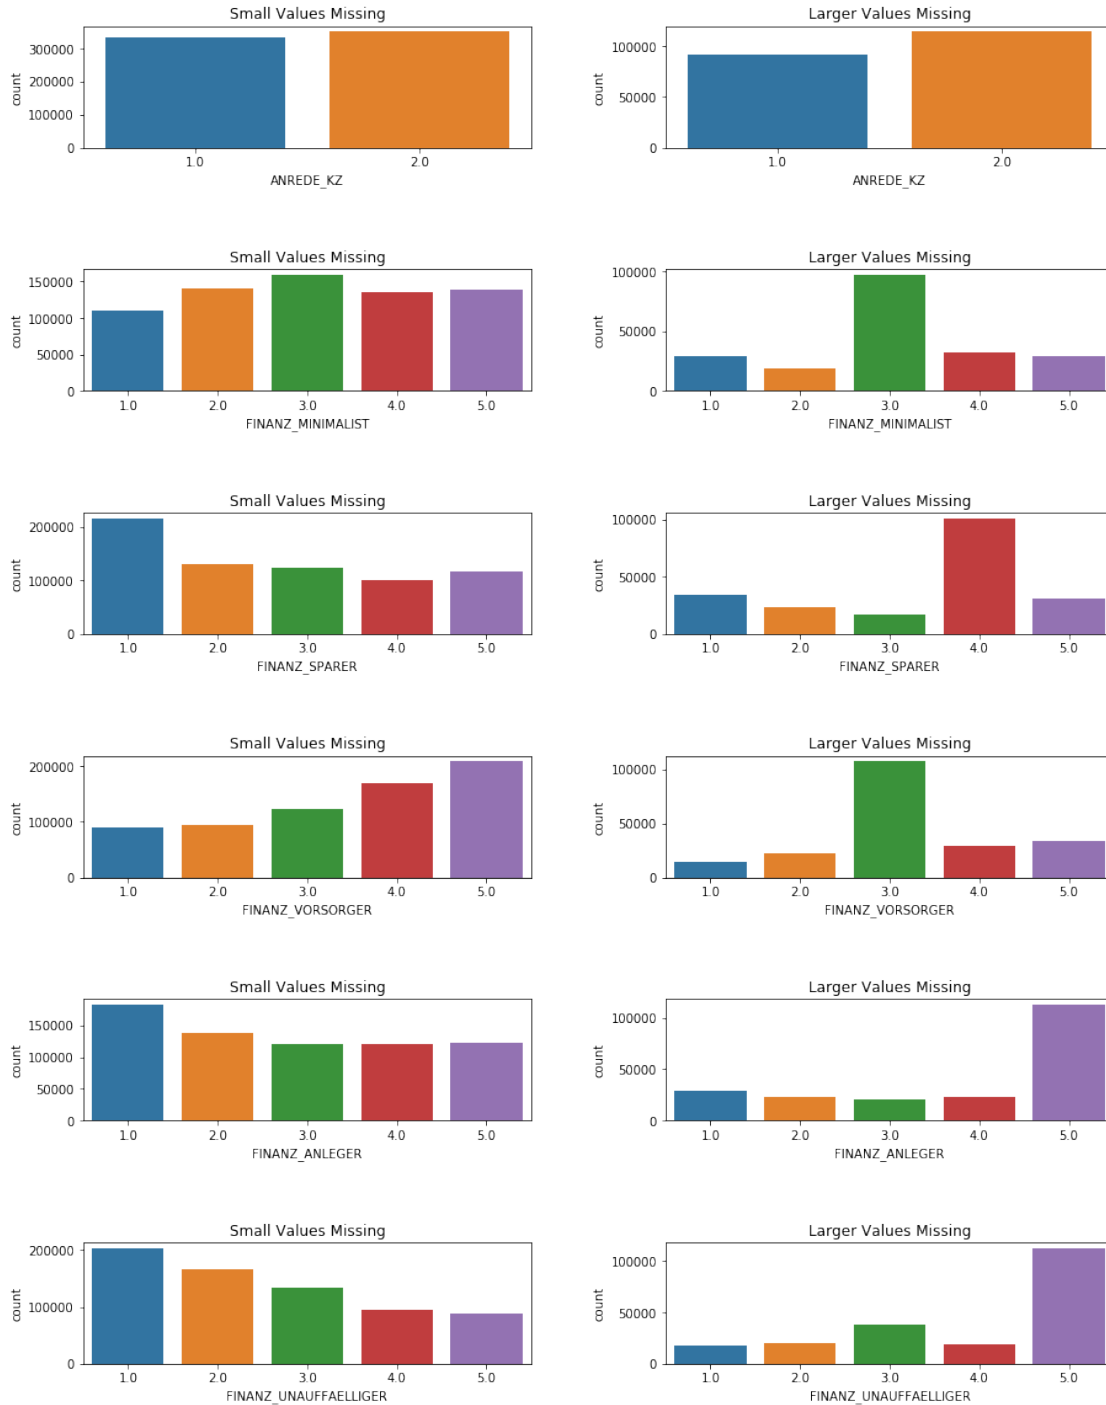 Small Values Missing
300000
200000
100000
0
count
1.0 2.0
ANREDE_KZ
Larger Values Missing
100000
50000
0
count
1.0 2.0
ANREDE_KZ
Small Values Missing
150000
100000
50000
0
count
1.0 2.0 3.0 4.0 5.0
FINANZ_MINIMALIST
Larger Values Missing
100000
50000
0
count
1.0 2.0 3.0 4.0 5.0
FINANZ_MINIMALIST
Small Values Missing
200000
100000
0
count
1.0 2.0 3.0 4.0 5.0
FINANZ_SPARER
Larger Values Missing
100000
50000
0
count
1.0 2.0 3.0 4.0 5.0
FINANZ_SPARER
Small Values Missing
200000
100000
0
count
1.0 2.0 3.0 4.0 5.0
FINANZ_VORSORGER
Larger Values Missing
100000
50000
0
count
1.0 2.0 3.0 4.0 5.0
FINANZ_VORSORGER
Small Values Missing
150000
100000
50000
0
count
1.0 2.0 3.0 4.0 5.0
FINANZ_ANLEGER
Larger Values Missing
100000
50000
0
count
1.0 2.0 3.0 4.0 5.0
FINANZ_ANLEGER
Small Values Missing
200000
100000
0
count
1.0 2.0 3.0 4.0 5.0
FINANZ_UNAUFFAELLIGER
Larger Values Missing
100000
50000
0
count
1.0 2.0 3.0 4.0 5.0
FINANZ_UNAUFFAELLIGER